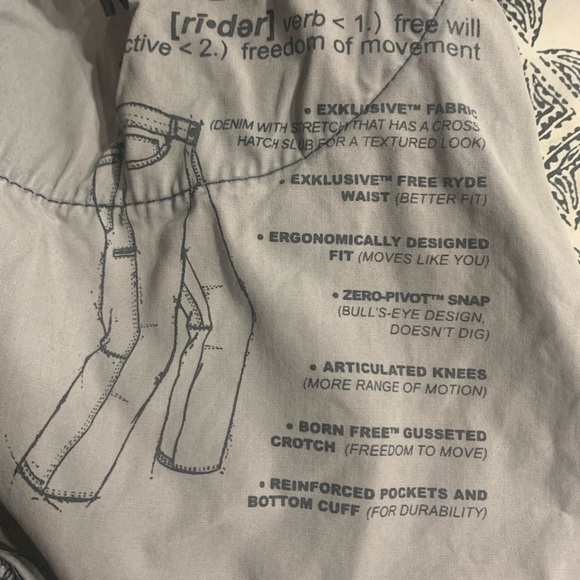 [rī•dər] verb < 1.) free will
ctive < 2.) freedom of movement
• EXKLUSIVE™ FABRIC
(DENIM WITH STRETCH THAT HAS A CROSS
HATCH SLUB FOR A TEXTURED LOOK)
• EXKLUSIVE™ FREE RYDE
WAIST (BETTER FIT)
• ERGONOMICALLY DESIGNED
FIT (MOVES LIKE YOU)
• ZERO-PIVOT™ SNAP
(BULL'S-EYE DESIGN,
DOESN'T DIG)
• ARTICULATED KNEES
(MORE RANGE OF MOTION)
• BORN FREE™ GUSSETED
CROTCH (FREEDOM TO MOVE)
• REINFORCED POCKETS AND
BOTTOM CUFF (FOR DURABILITY)